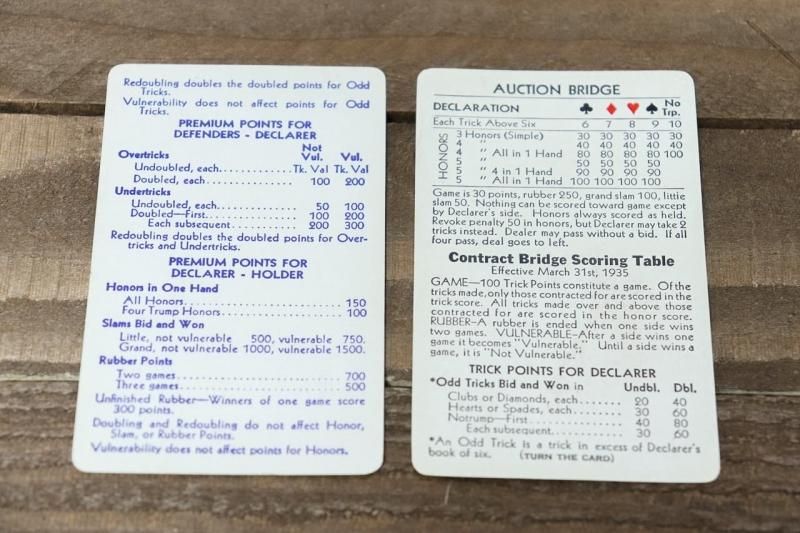 Redoubling doubles the doubled points for Odd
Tricks.
Vulnerability does not affect points for Odd
Tricks.
PREMIUM POINTS FOR
DEFENDERS - DECLARER
Not
Overtricks Vul. Vul.
Undoubled, each.............Tk. Val Tk. Val
Doubled, each.............. 100 200
Undertricks
Undoubled, each............. 50 100
Doubled—First............. 100 200
Each subsequent......... 200 300
Redoubling doubles the doubled points for Over-
tricks and Undertricks.
PREMIUM POINTS FOR
DECLARER - HOLDER
Honors in One Hand
All Honors........................... 150
Four Trump Honors.................. 100
Slams Bid and Won
Little, not vulnerable 500, vulnerable 750.
Grand, not vulnerable 1000, vulnerable 1500.
Rubber Points
Two games........................... 700
Three games......................... 500
Unfinished Rubber—Winners of one game score
300 points.
Doubling and Redoubling do not affect Honor,
Slam, or Rubber Points.
Vulnerability does not affect points for Honors.
AUCTION BRIDGE
DECLARATION ♣ ♦ ♥ ♠ No Trp.
Each Trick Above Six 6 7 8 9 10
HONORS
3 Honors (Simple) 30 30 30 30 30
4 " 40 40 40 40 40
4 " All in 1 Hand 80 80 80 80 100
5 " 50 50 50 50
5 " 4 in 1 Hand 90 90 90 90
5 " All in 1 Hand 100 100 100 100
Game is 30 points, rubber 250, grand slam 100, little
slam 50. Nothing can be scored toward game except
by Declarer's side. Honors always scored as held.
Revoke penalty 50 in honors, but Declarer may take 2
tricks instead. Dealer may pass without a bid. If all
four pass, deal goes to left.
Contract Bridge Scoring Table
Effective March 31st, 1935
GAME—100 Trick Points constitute a game. Of the
tricks made, only those contracted for are scored in the
trick score. All tricks made over and above those
contracted for are scored in the honor score.
RUBBER-A rubber is ended when one side wins
two games. VULNERABLE-After a side wins one
game it becomes "Vulnerable." Until a side wins a
game, it is "Not Vulnerable."
TRICK POINTS FOR DECLARER
*Odd Tricks Bid and Won in Undbl. Dbl.
Clubs or Diamonds, each....... 20 40
Hearts or Spades, each......... 30 60
Notrump—First................. 40 80
Each subsequent.............. 30 60
*An Odd Trick is a trick in excess of Declarer's
book of six. (TURN THE CARD)